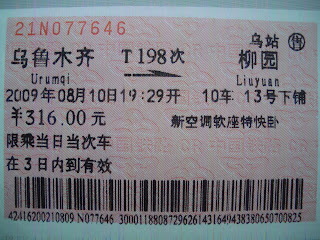 21N077646
乌站 售
乌鲁木齐 T198次 柳园
Urumqi Liuyuan
2009年08月10日19:29开 10车 13号下铺
¥316.00元 新空调软座特快卧
限乘当日当次车
在3日内到有效
42416200210809 N077646 30001188087296261431649438380650700825